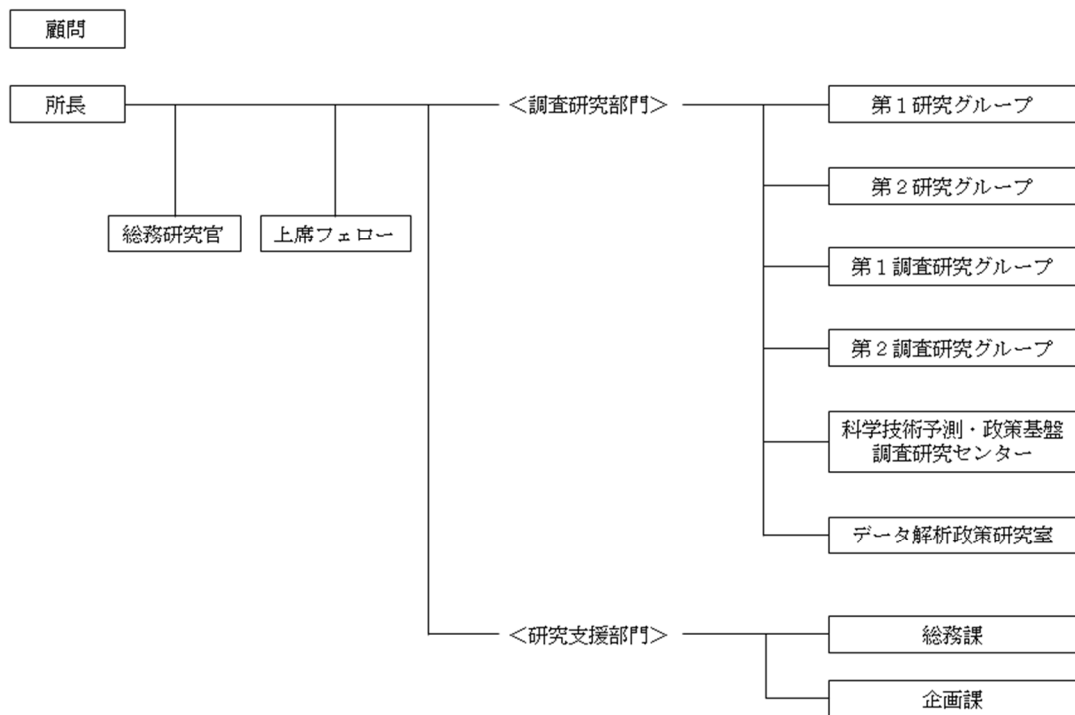 顧問
所長
＜調査研究部門＞
第１研究グループ
第２研究グループ
総務研究官
上席フェロー
第１調査研究グループ
第２調査研究グループ
科学技術予測・政策基盤
調査研究センター
データ解析政策研究室
＜研究支援部門＞
総務課
企画課